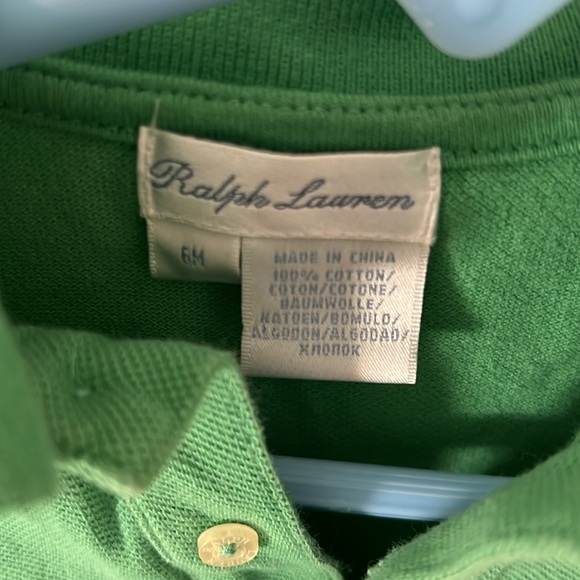 Ralph Lauren
6M
MADE IN CHINA
100% COTTON/
COTON/COTONE/
BAUMWOLLE/
KATOEN/BOMULD/
ALGODON/ALGODAO/
ХЛОПОК